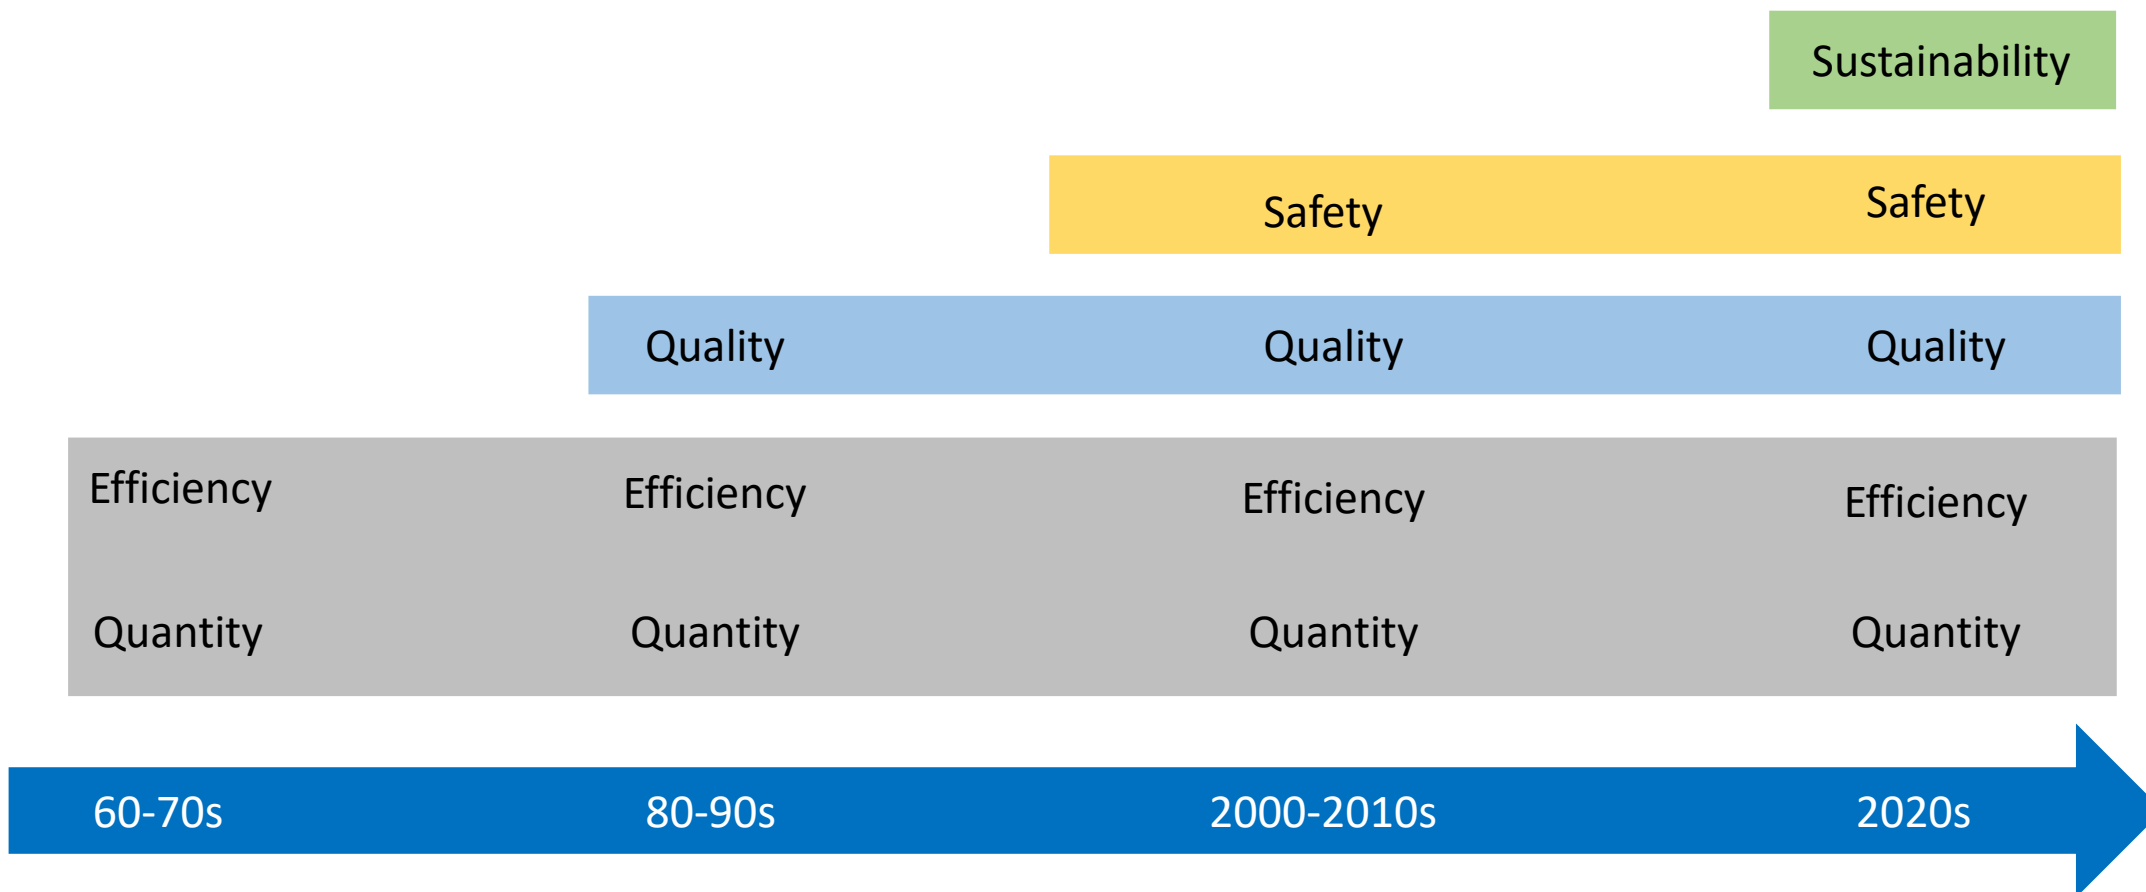 Sustainability
Safety Safety
Quality Quality Quality
Efficiency Efficiency Efficiency Efficiency
Quantity Quantity Quantity Quantity
60-70s 80-90s 2000-2010s 2020s